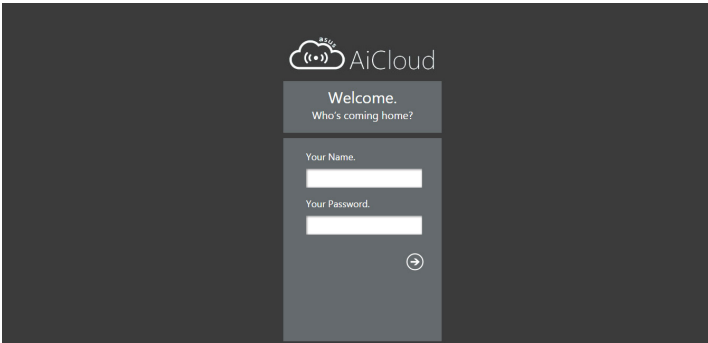 asus
AiCloud
Welcome.
Who's coming home?
Your Name.
Your Password.